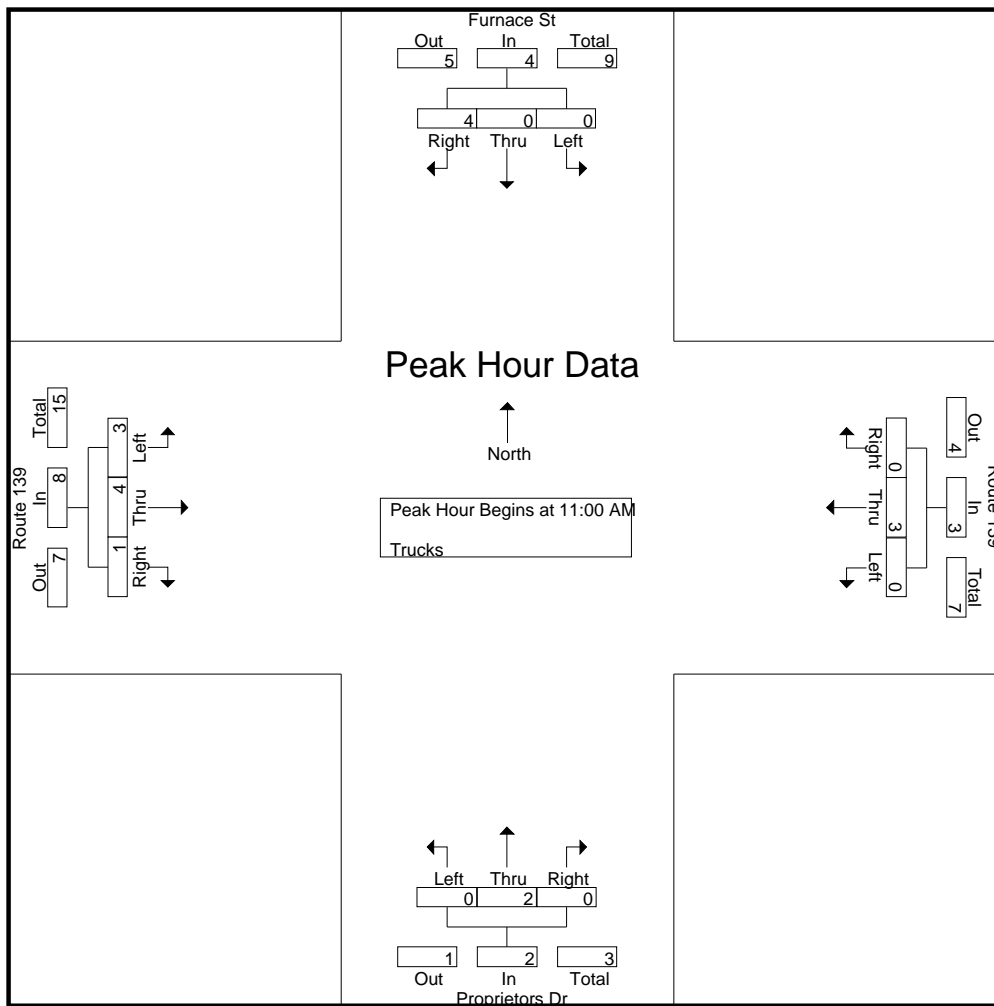 Furnace St
Out In Total
5 4 9
4 0 0
Right Thru Left
Peak Hour Data
North
Peak Hour Begins at 11:00 AM
Trucks
Route 139
Total In Out
15 8 7
3 4 1
Left Thru Right
Right Thru Left
0 3 0
Out In Total
4 3 7
Route 139
Left Thru Right
0 2 0
1 2 3
Out In Total
Proprietors Dr